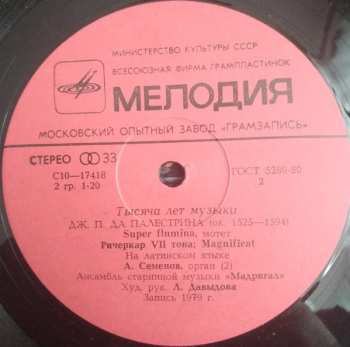 МИНИСТЕРСТВО КУЛЬТУРЫ СССР
ВСЕСОЮЗНАЯ ФИРМА ГРАМПЛАСТИНОК
МЕЛОДИЯ
МОСКОВСКИЙ ОПЫТНЫЙ ЗАВОД «ГРАМЗАПИСЬ»
СТЕРЕО 33
С10—17418
2 гр. 1-20
ГОСТ 5289-80
2
Тысяча лет музыки
ДЖ. П. ДА ПАЛЕСТРИНА (ок. 1525—1594)
Super flumina, мотет
Ричеркар VII тона; Magnificat
На латинском языке
А. Семенов, орган (2)
Ансамбль старинной музыки «Мадригал»
Худ. рук. Л. Давыдова
Запись 1979 г.